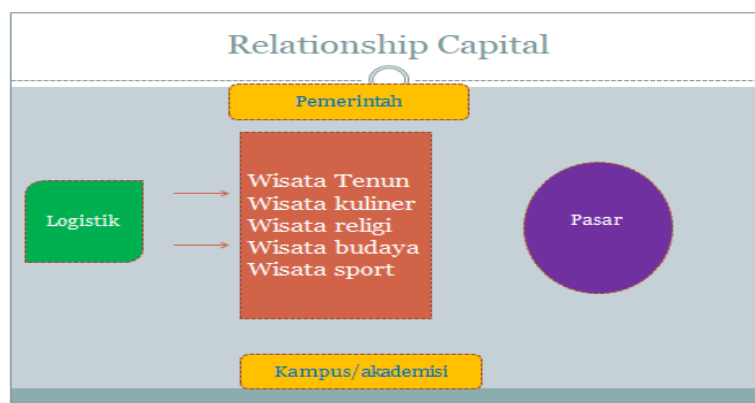 Relationship Capital
Pemerintah
Logistik
Wisata Tenun
Wisata kuliner
Wisata religi
Wisata budaya
Wisata sport
Pasar
Kampus/akademisi